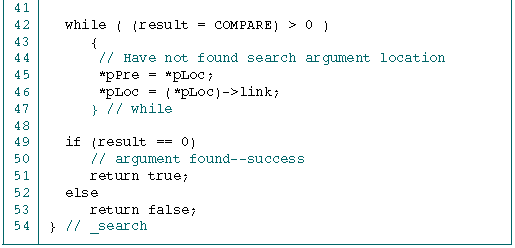 41
42 while ( (result = COMPARE) > 0 )
43 {
44 // Have not found search argument location
45 *pPre = *pLoc;
46 *pLoc = (*pLoc)->link;
47 } // while
48
49 if (result == 0)
50 // argument found--success
51 return true;
52 else
53 return false;
54 } // _search